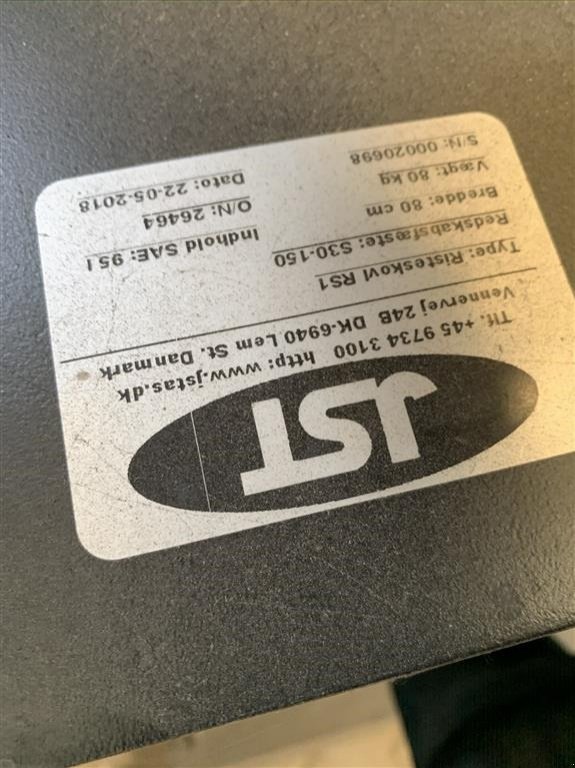 JST
Tlf. +45 9734 3100 http: www.jstas.dk
Vennervej 24B DK-6940 Lem St. Danmark
Type: Risteskovl RS1
Redskabsfæste: S30-150
Indhold SAE: 95 l
Bredde: 80 cm
O/N: 26464
Vægt: 80 kg
Dato: 22-05-2018
S/N: 00020698